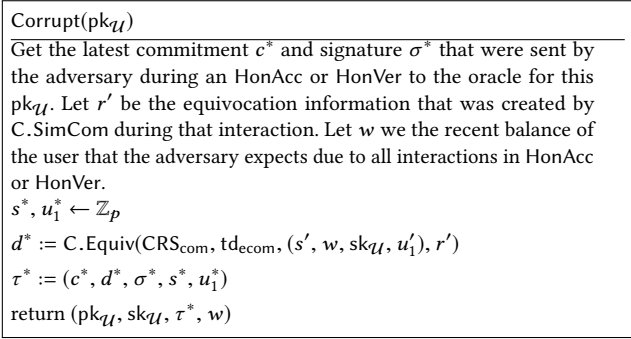 Corrupt(pk𝒰)
Get the latest commitment c* and signature σ* that were sent by
the adversary during an HonAcc or HonVer to the oracle for this
pk𝒰. Let r′ be the equivocation information that was created by
C.SimCom during that interaction. Let w we the recent balance of
the user that the adversary expects due to all interactions in HonAcc
or HonVer.
s*, u₁* ← ℤₚ
d* := C.Equiv(CRS_com, td_ecom, (s′, w, sk𝒰, u₁′), r′)
τ* := (c*, d*, σ*, s*, u₁*)
return (pk𝒰, sk𝒰, τ*, w)